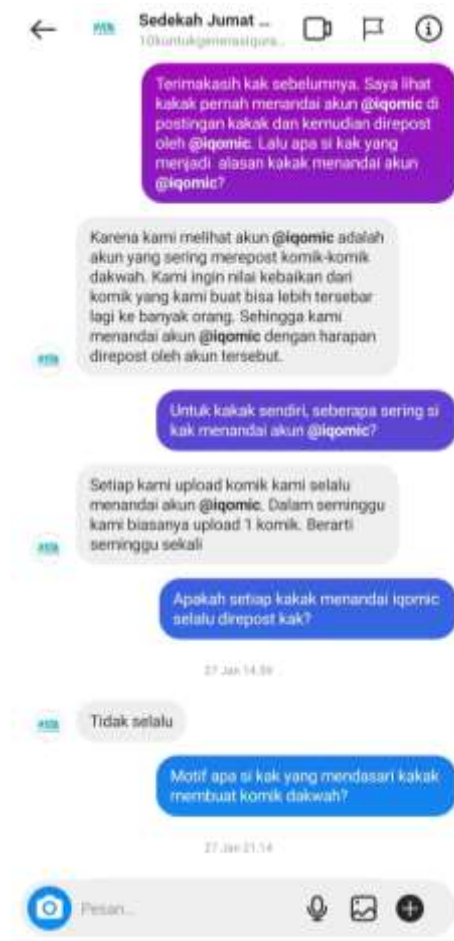 Sedekah Jumat ...
10kuntukgenerasiqura...
Terimakasih kak sebelumnya. Saya lihat
kakak pernah menandai akun @iqomic di
postingan kakak dan kemudian direpost
oleh @iqomic. Lalu apa si kak yang
menjadi alasan kakak menandai akun
@iqomic?
Karena kami melihat akun @iqomic adalah
akun yang sering merepost komik-komik
dakwah. Kami ingin nilai kebaikan dari
komik yang kami buat bisa lebih tersebar
lagi ke banyak orang. Sehingga kami
menandai akun @iqomic dengan harapan
direpost oleh akun tersebut.
Untuk kakak sendiri, seberapa sering si
kak menandai akun @iqomic?
Setiap kami upload komik kami selalu
menandai akun @iqomic. Dalam seminggu
kami biasanya upload 1 komik. Berarti
seminggu sekali
Apakah setiap kakak menandai iqomic
selalu direpost kak?
27 Jan
Tidak selalu
Motif apa si kak yang mendasari kakak
membuat komik dakwah?
27 Jan 21.14
Pesan...